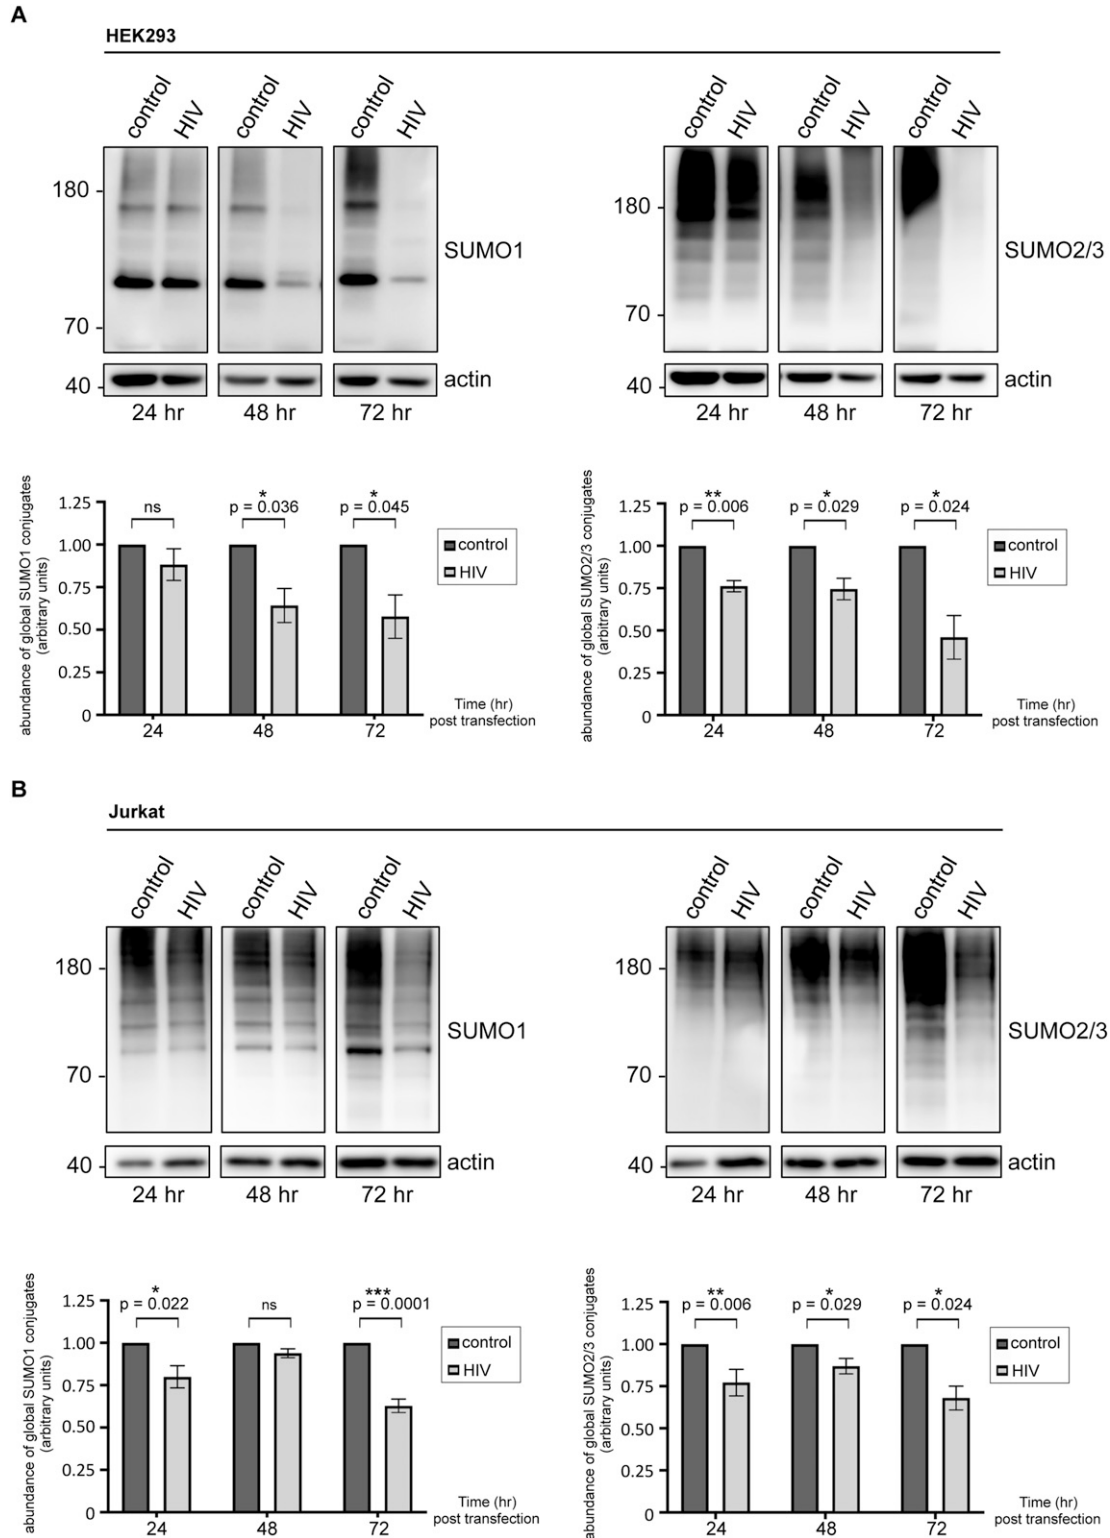 A
HEK293
control
HIV
control
HIV
control
HIV
180
70
SUMO1
40
actin
24 hr
48 hr
72 hr
control
HIV
control
HIV
control
HIV
180
70
SUMO2/3
40
actin
24 hr
48 hr
72 hr
abundance of global SUMO1 conjugates
(arbitrary units)
1.25
1.00
0.75
0.50
0.25
0
ns
*
p = 0.036
*
p = 0.045
control
HIV
24
48
72
Time (hr)
post transfection
abundance of global SUMO2/3 conjugates
(arbitrary units)
1.25
1.00
0.75
0.50
0.25
0
**
p = 0.006
*
p = 0.029
*
p = 0.024
control
HIV
24
48
72
Time (hr)
post transfection
B
Jurkat
control
HIV
control
HIV
control
HIV
180
70
SUMO1
40
actin
24 hr
48 hr
72 hr
control
HIV
control
HIV
control
HIV
180
70
SUMO2/3
40
actin
24 hr
48 hr
72 hr
abundance of global SUMO1 conjugates
(arbitrary units)
1.25
1.00
0.75
0.50
0.25
0
*
p = 0.022
ns
***
p = 0.0001
control
HIV
24
48
72
Time (hr)
post transfection
abundance of global SUMO2/3 conjugates
(arbitrary units)
1.25
1.00
0.75
0.50
0.25
0
**
p = 0.006
*
p = 0.029
*
p = 0.024
control
HIV
24
48
72
Time (hr)
post transfection